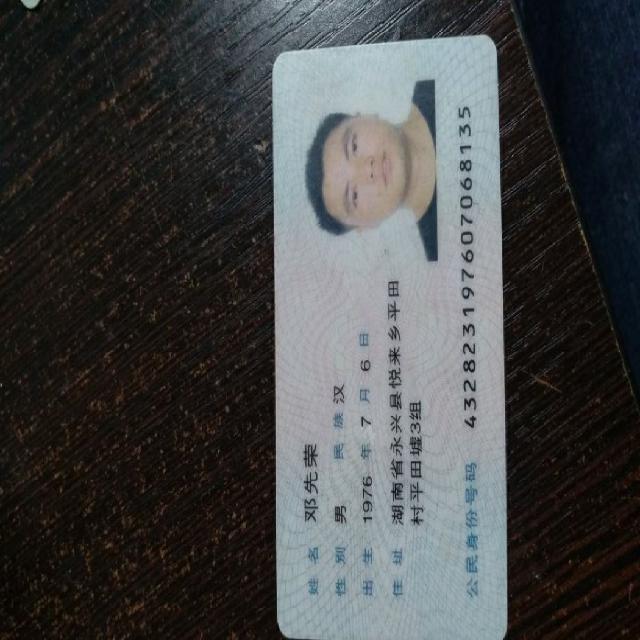 姓名 邓先荣
性别 男 民族 汉
出生 1976 年 7 月 6 日
住址 湖南省永兴县悦来乡平田
村平田墟3组
公民身份号码 432823197607068135